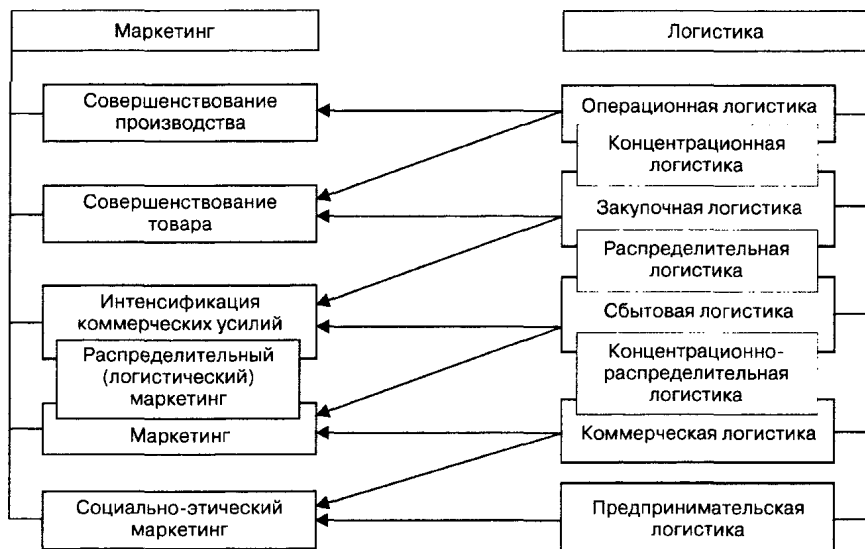 Маркетинг
Совершенствование
производства
Совершенствование
товара
Интенсификация
коммерческих усилий
Распределительный
(логистический)
маркетинг
Маркетинг
Социально-этический
маркетинг
Логистика
Операционная логистика
Концентрационная
логистика
Закупочная логистика
Распределительная
логистика
Сбытовая логистика
Концентрационно-
распределительная
логистика
Коммерческая логистика
Предпринимательская
логистика